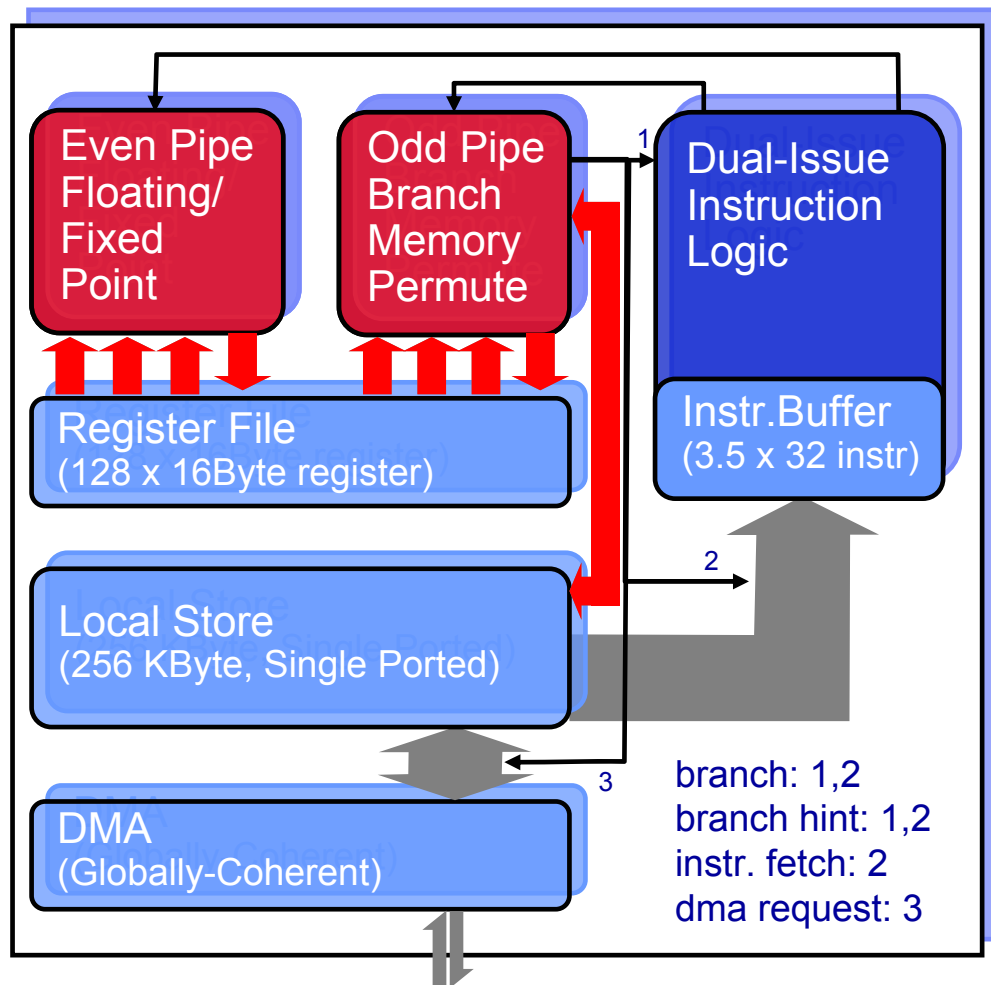 Even Pipe
Floating/
Fixed
Point
Odd Pipe
Branch
Memory
Permute
1
Dual-Issue
Instruction
Logic
Instr.Buffer
(3.5 x 32 instr)
Register File
(128 x 16Byte register)
2
Local Store
(256 KByte, Single Ported)
3
DMA
(Globally-Coherent)
branch: 1,2
branch hint: 1,2
instr. fetch: 2
dma request: 3